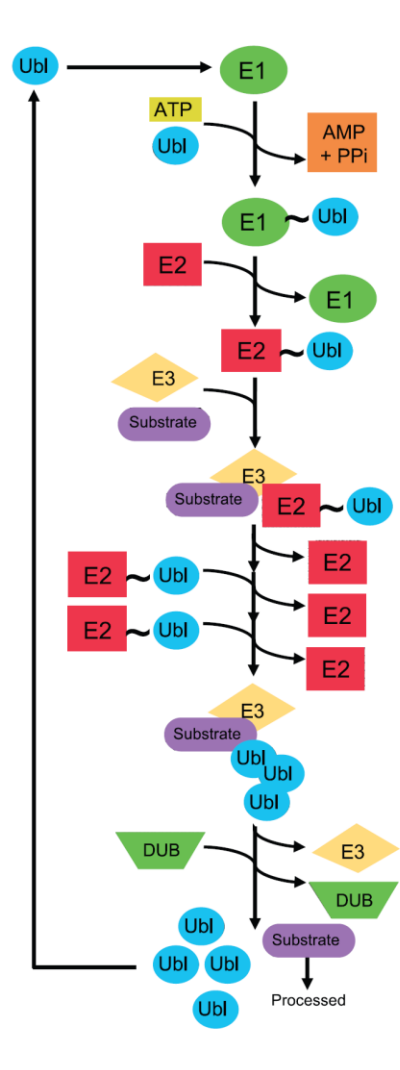 Ubl
E1
ATP
Ubl
AMP
+ PPi
E1
~
Ubl
E2
E1
E2
~
Ubl
E3
Substrate
E3
Substrate
E2
~
Ubl
E2
E2
~
Ubl
E2
E2
~
Ubl
E2
E3
Substrate
Ubl
Ubl
Ubl
DUB
E3
DUB
Ubl
Substrate
Ubl
Ubl
Ubl
Processed